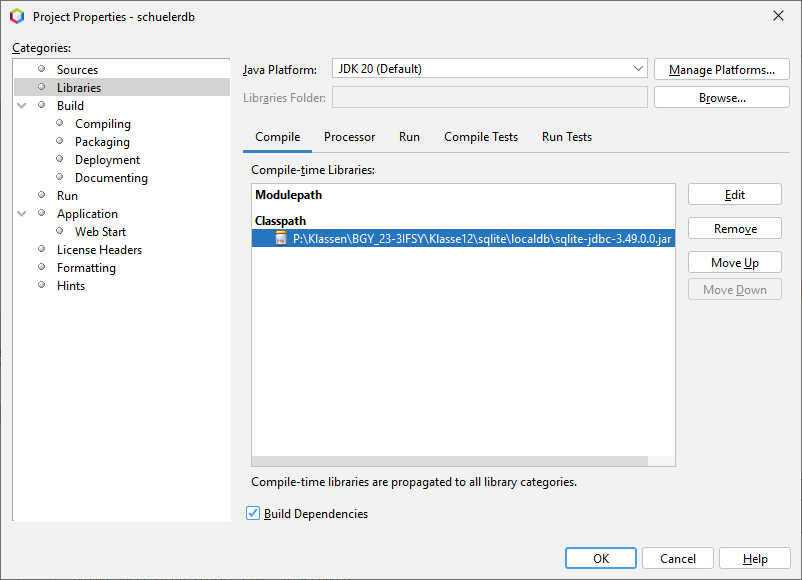 Project Properties - schuelerdb
Categories:
Sources
Libraries
Build
Compiling
Packaging
Deployment
Documenting
Run
Application
Web Start
License Headers
Formatting
Hints
Java Platform: JDK 20 (Default) Manage Platforms...
Libraries Folder: Browse...
Compile Processor Run Compile Tests Run Tests
Compile-time Libraries:
Modulepath
Classpath
P:\Klassen\BGY_23-3IFSY\Klasse12\sqlite\localdb\sqlite-jdbc-3.49.0.0.jar
Edit
Remove
Move Up
Move Down
Compile-time libraries are propagated to all library categories.
Build Dependencies
OK Cancel Help